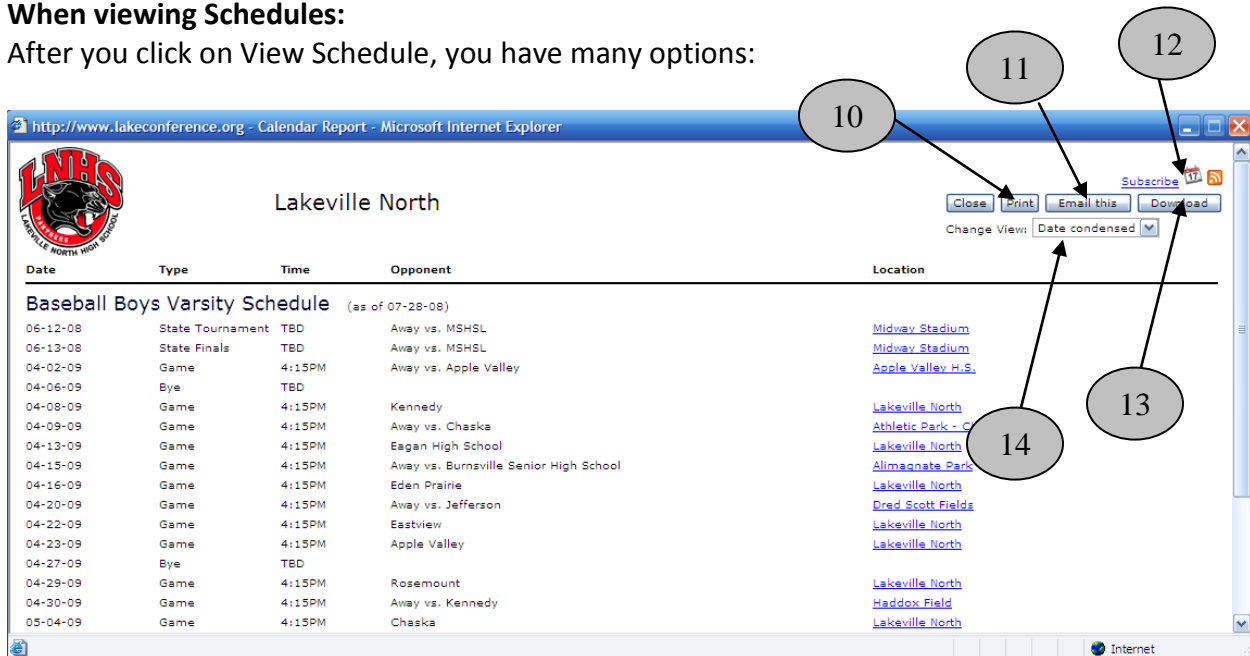 When viewing Schedules:
After you click on View Schedule, you have many options:
12
11
10
http://www.lakeconference.org - Calendar Report - Microsoft Internet Explorer
LNHS
PANTHERS
LAKEVILLE NORTH HIGH SCHOOL
Lakeville North
Subscribe 17
Close Print Email this Download
Change View: Date condensed
Date Type Time Opponent Location
Baseball Boys Varsity Schedule (as of 07-28-08)
06-12-08 State Tournament TBD Away vs. MSHSL Midway Stadium
06-13-08 State Finals TBD Away vs. MSHSL Midway Stadium
04-02-09 Game 4:15PM Away vs. Apple Valley Apple Valley H.S.
04-06-09 Bye TBD
04-08-09 Game 4:15PM Kennedy Lakeville North
04-09-09 Game 4:15PM Away vs. Chaska Athletic Park -
04-13-09 Game 4:15PM Eagan High School Lakeville North
04-15-09 Game 4:15PM Away vs. Burnsville Senior High School Alimagnate Park
04-16-09 Game 4:15PM Eden Prairie Lakeville North
04-20-09 Game 4:15PM Away vs. Jefferson Dred Scott Fields
04-22-09 Game 4:15PM Eastview Lakeville North
04-23-09 Game 4:15PM Apple Valley Lakeville North
04-27-09 Bye TBD
04-29-09 Game 4:15PM Rosemount Lakeville North
04-30-09 Game 4:15PM Away vs. Kennedy Haddox Field
05-04-09 Game 4:15PM Chaska Lakeville North
13
14
Internet